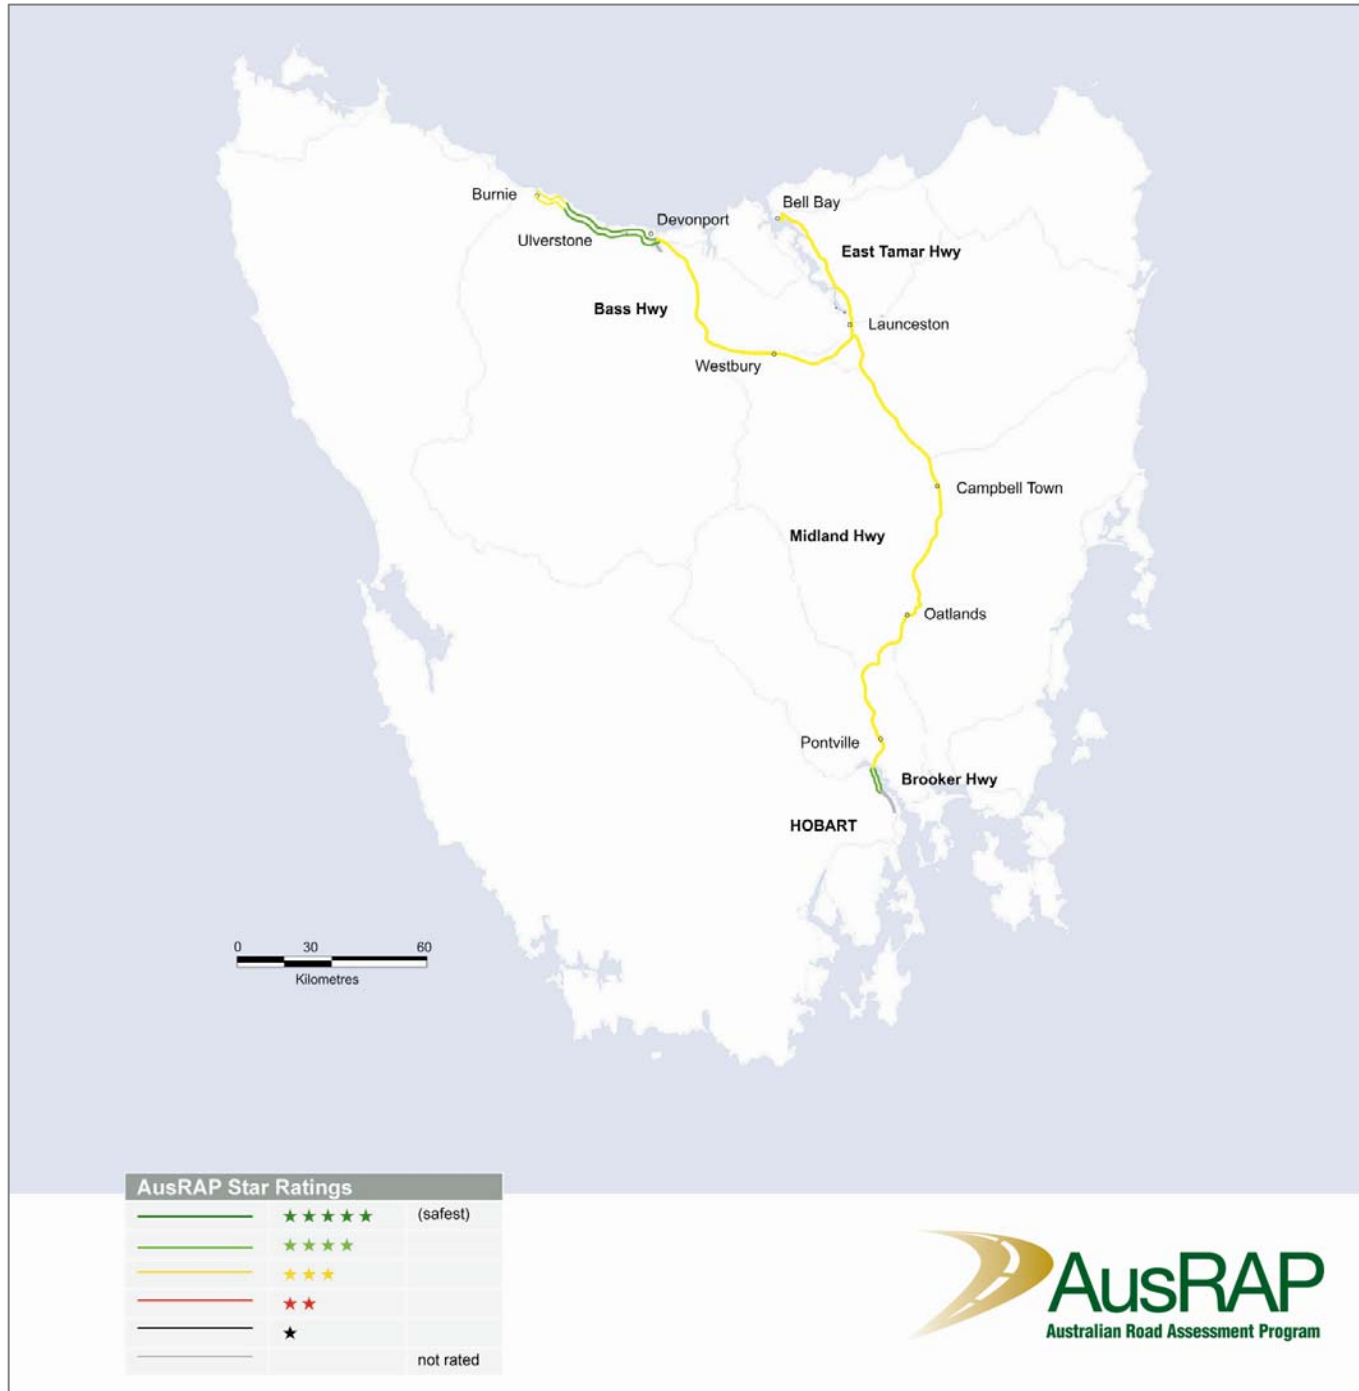 Burnie
Bell Bay
Devonport
Ulverstone
East Tamar Hwy
Bass Hwy
Launceston
Westbury
Campbell Town
Midland Hwy
Oatlands
Pontville
Brooker Hwy
HOBART
0 30 60
Kilometres
AusRAP Star Ratings
★★★★★ (safest)
★★★★
★★★
★★
★
not rated
AusRAP
Australian Road Assessment Program